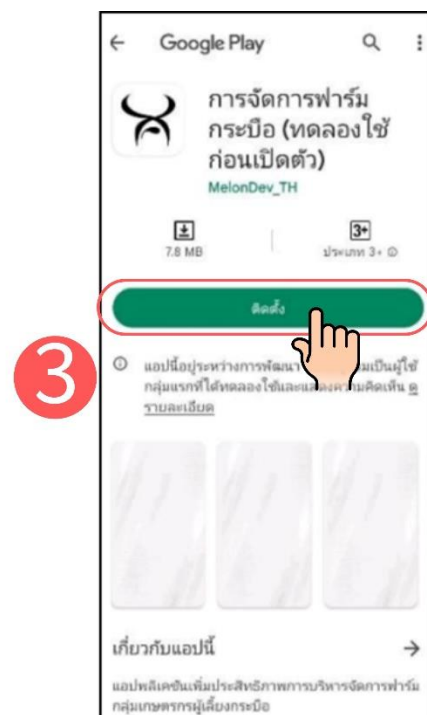 Google Play
การจัดการฟาร์ม
กระบือ (ทดลองใช้
ก่อนเปิดตัว)
MelonDev_TH
3+
7.8 MB
ประเภท 3+
ติดตั้ง
3
แอปนี้อยู่ระหว่างการพัฒนา มเป็นผู้ใช้
กลุ่มแรกที่ได้ทดลองใช้และแสดงความคิดเห็น ดู
รายละเอียด
เกี่ยวกับแอปนี้
แอปพลิเคชันเพิ่มประสิทธิภาพการบริหารจัดการฟาร์ม
กลุ่มเกษตรกรผู้เลี้ยงกระบือ